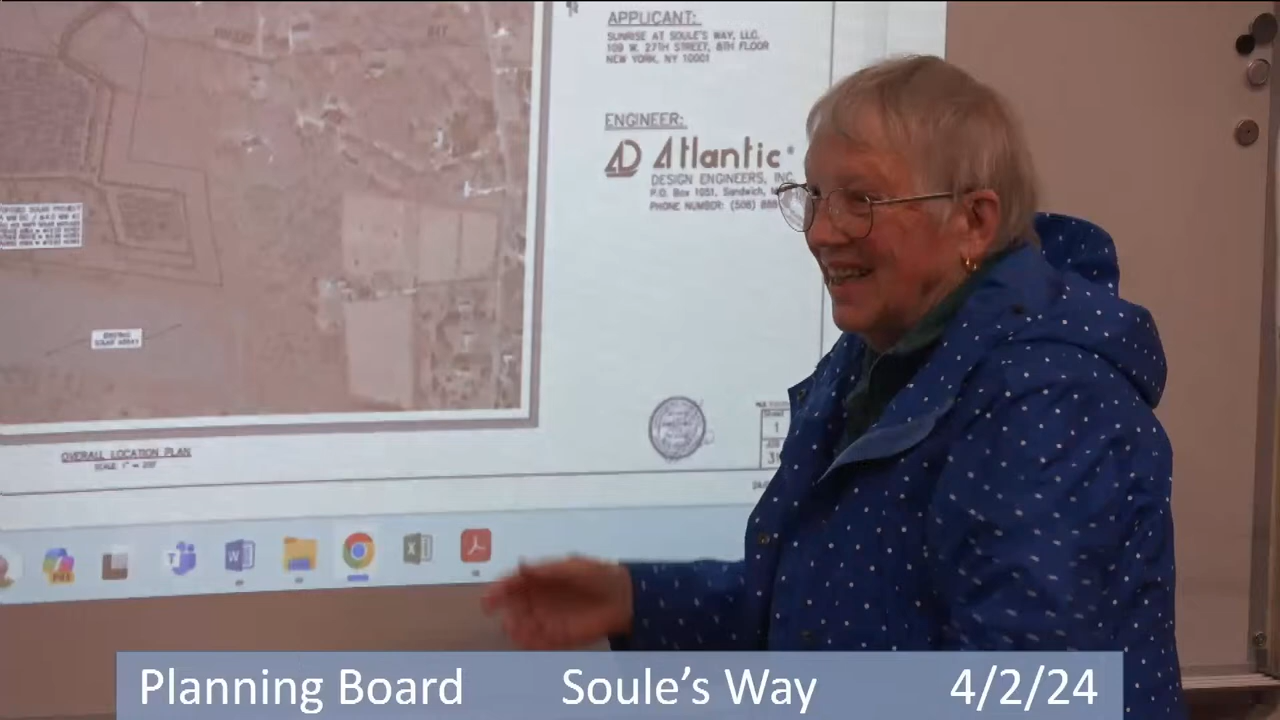 APPLICANT:
SUNRISE AT SOULE'S WAY, LLC.
109 W. 27TH STREET, 8TH FLOOR
NEW YORK, NY 10001
ENGINEER:
Atlantic
DESIGN ENGINEERS, INC.
P.O. Box 1051, Sandwich,
PHONE NUMBER: (508) 888
EXISTING
SOLAR ARRAY
OVERALL LOCATION PLAN
1
Planning Board Soule's Way 4/2/24